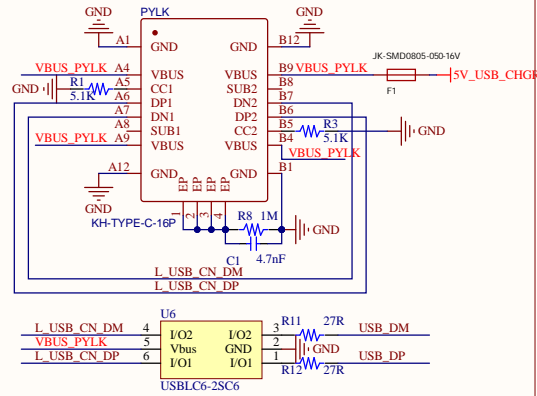 GND PYLK GND
A1 GND GND B12
JK-SMD0805-050-16V
VBUS_PYLK A4 VBUS VBUS B9 VBUS_PYLK 5V_USB_CHGR
GND R1 A5 CC1 SUB2 B8 F1
5.1K A6 DP1 DN2 B7
A7 DN1 DP2 B6
A8 SUB1 CC2 B5 R3 GND
VBUS_PYLK A9 VBUS VBUS B4 5.1K
VBUS_PYLK
A12 GND GND B1
EP EP EP EP
GND 1 2 3 4
KH-TYPE-C-16P R8 1M GND
C1 4.7nF
L_USB_CN_DM
L_USB_CN_DP
U6
L_USB_CN_DM 4 I/O2 I/O2 3 R11 27R USB_DM
VBUS_PYLK 5 Vbus GND 2 GND
L_USB_CN_DP 6 I/O1 I/O1 1 R12 27R USB_DP
USBLC6-2SC6